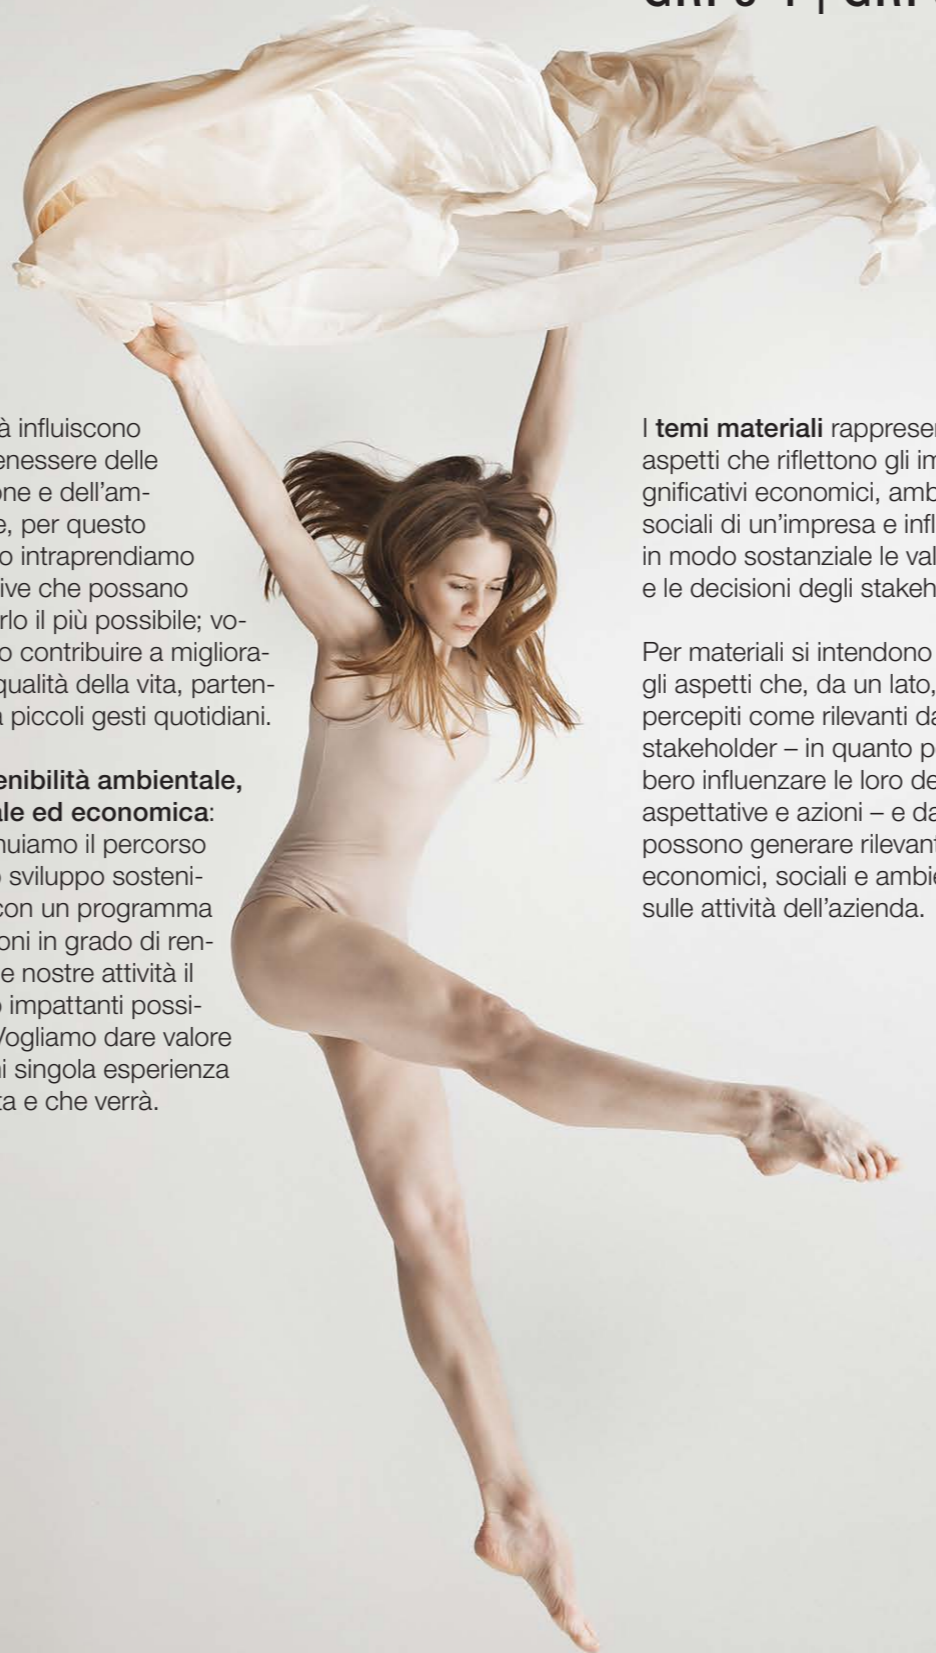 à influiscono
enessere delle
one e dell'am-
e, per questo
o intraprendiamo
ive che possano
rlo il più possibile; vo-
o contribuire a migliora-
qualità della vita, parten-
a piccoli gesti quotidiani.
enibilità ambientale,
ale ed economica:
nuiamo il percorso
o sviluppo sosteni-
con un programma
oni in grado di ren-
e nostre attività il
o impattanti possi-
Vogliamo dare valore
ni singola esperienza
ta e che verrà.
I temi materiali rappresen
aspetti che riflettono gli im
gnificativi economici, amb
sociali di un'impresa e infl
in modo sostanziale le val
e le decisioni degli stakeh
Per materiali si intendono
gli aspetti che, da un lato,
percepiti come rilevanti da
stakeholder – in quanto p
bero influenzare le loro de
aspettative e azioni – e da
possono generare rilevant
economici, sociali e ambie
sulle attività dell'azienda.